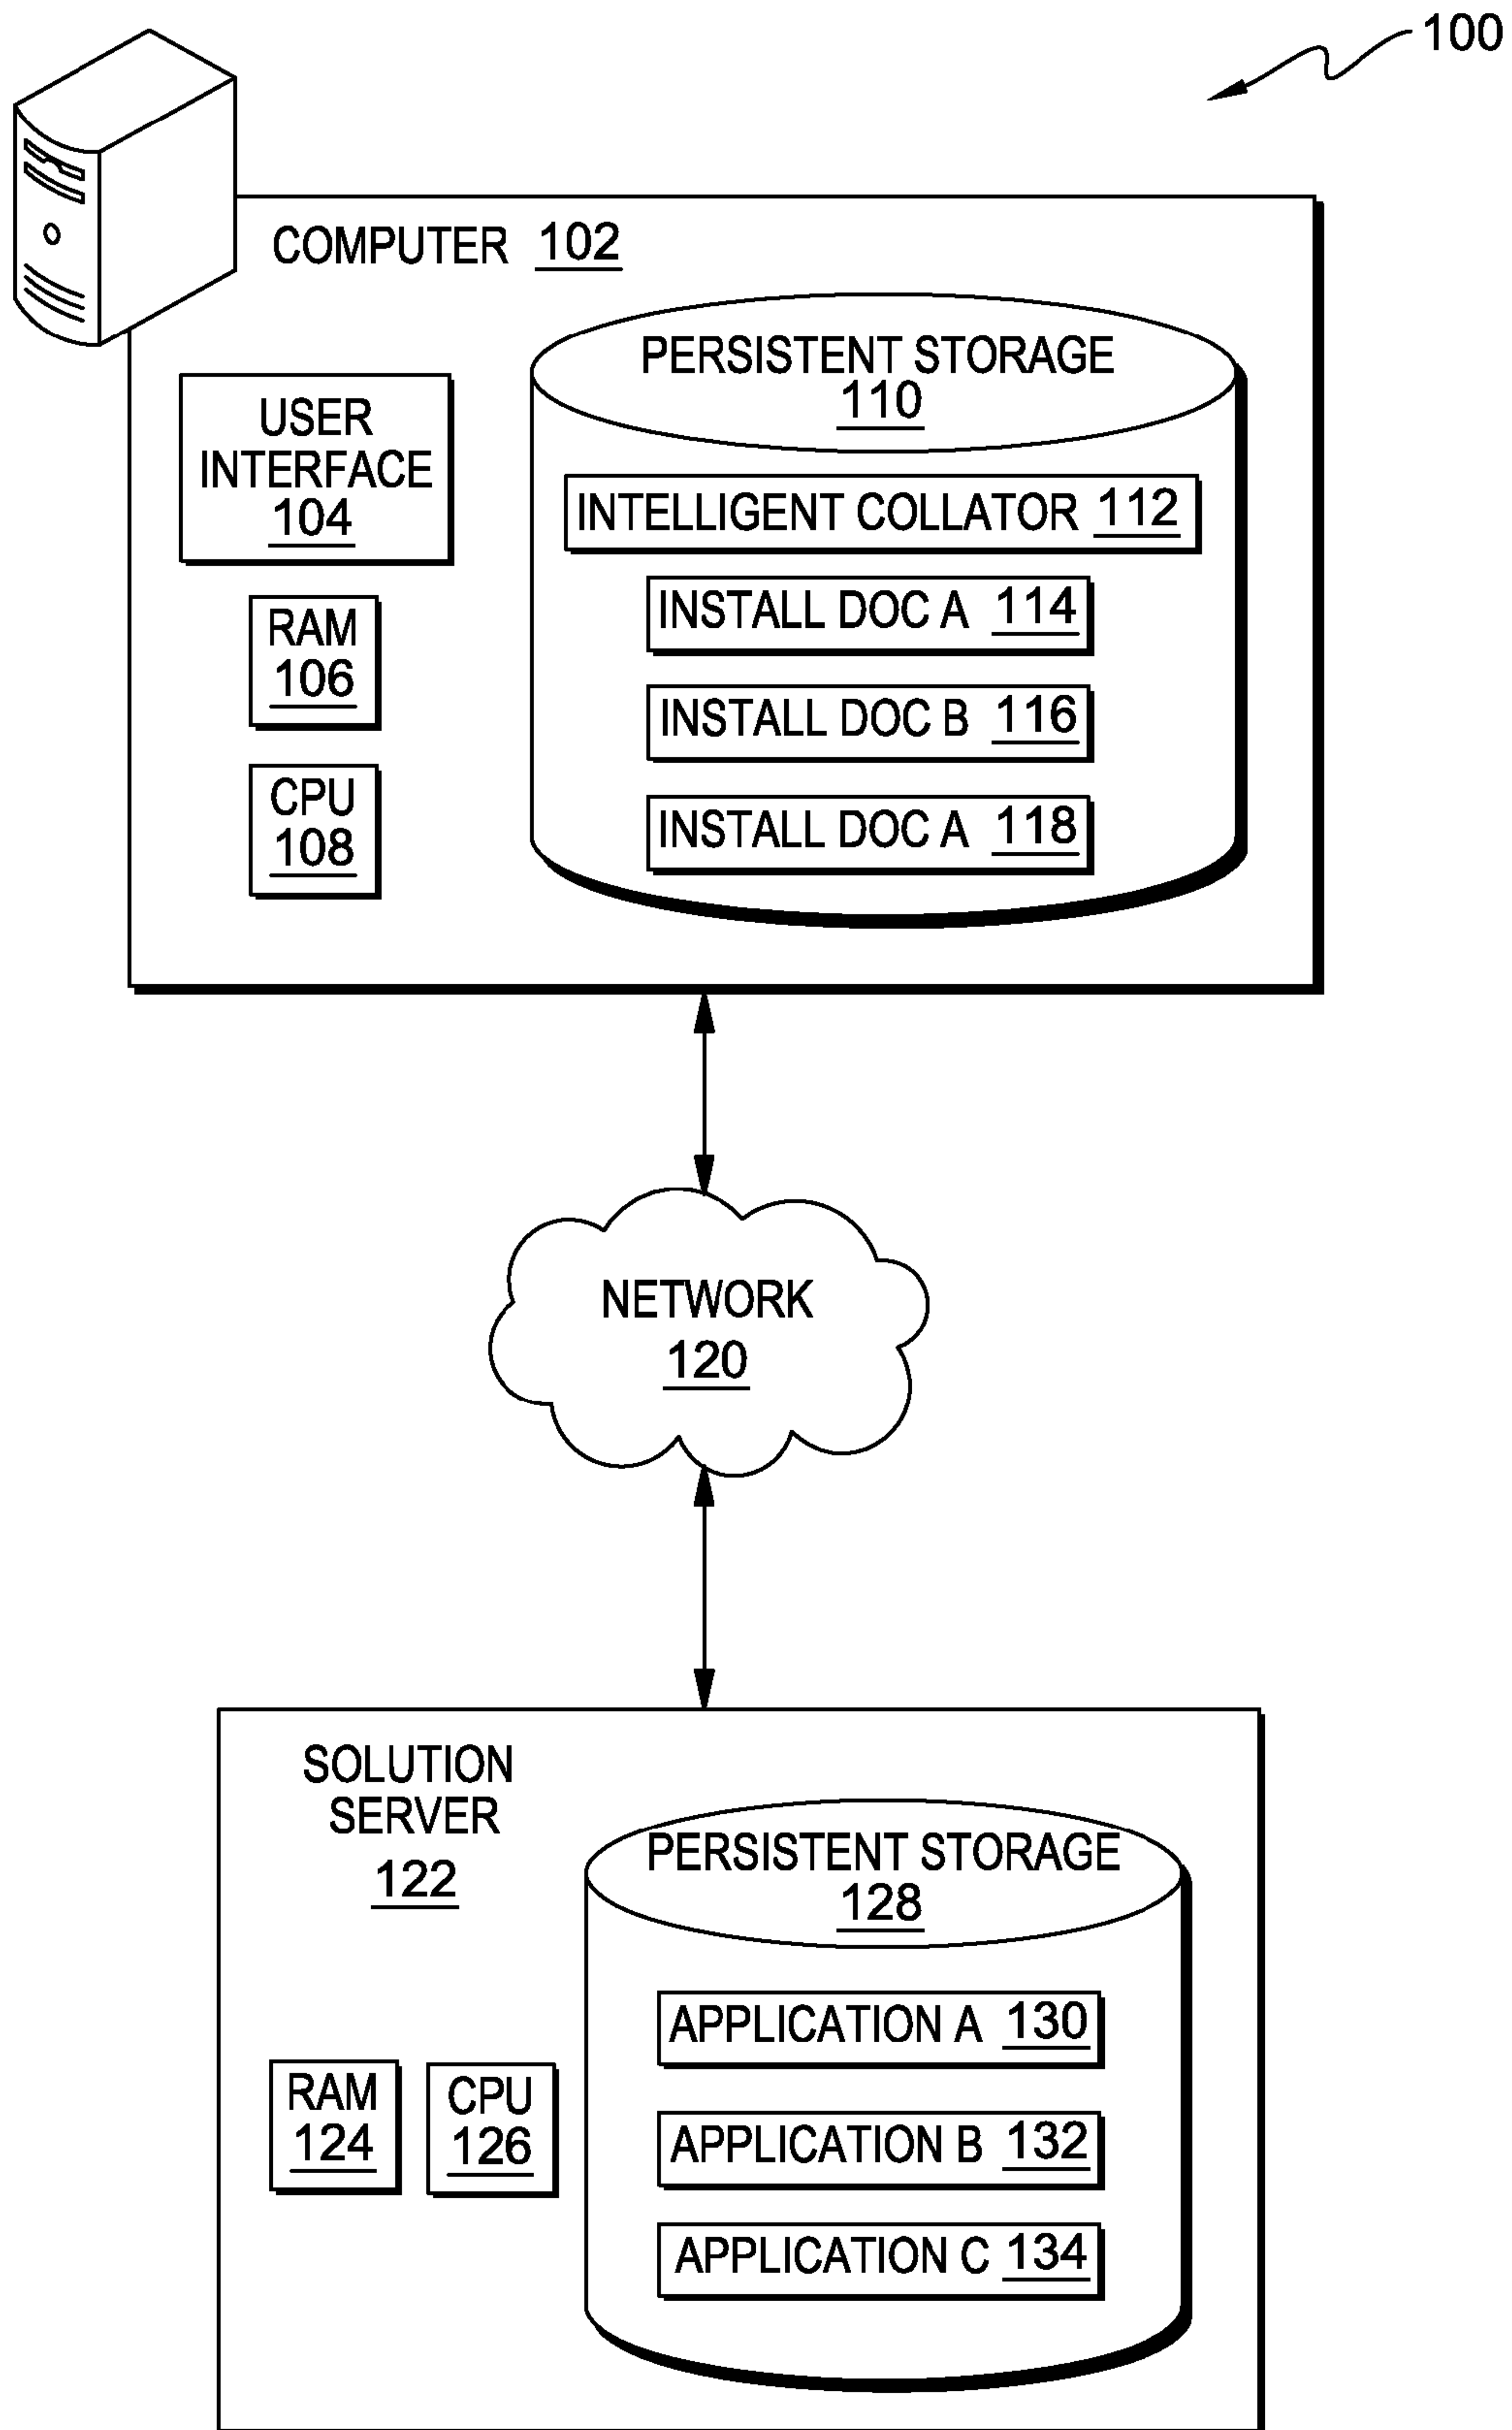 100
COMPUTER 102
PERSISTENT STORAGE
110
USER
INTERFACE
104
INTELLIGENT COLLATOR 112
INSTALL DOC A 114
RAM
106
INSTALL DOC B 116
CPU
108
INSTALL DOC A 118
NETWORK
120
SOLUTION
SERVER
122
PERSISTENT STORAGE
128
APPLICATION A 130
RAM
124
CPU
126
APPLICATION B 132
APPLICATION C 134